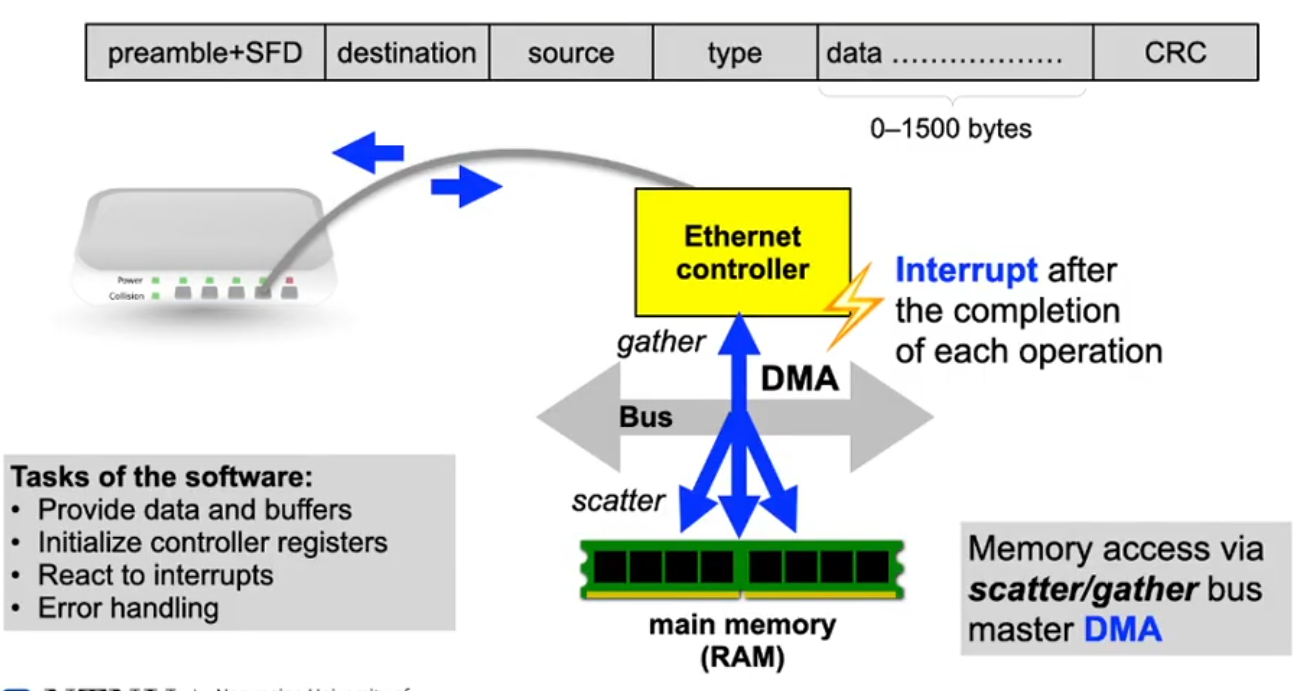 preamble+SFD destination source type data .................. CRC
0–1500 bytes
Power
Collision
Ethernet
controller
Interrupt after
the completion
of each operation
gather
DMA
Bus
scatter
Tasks of the software:
• Provide data and buffers
• Initialize controller registers
• React to interrupts
• Error handling
Memory access via
scatter/gather bus
master DMA
main memory
(RAM)